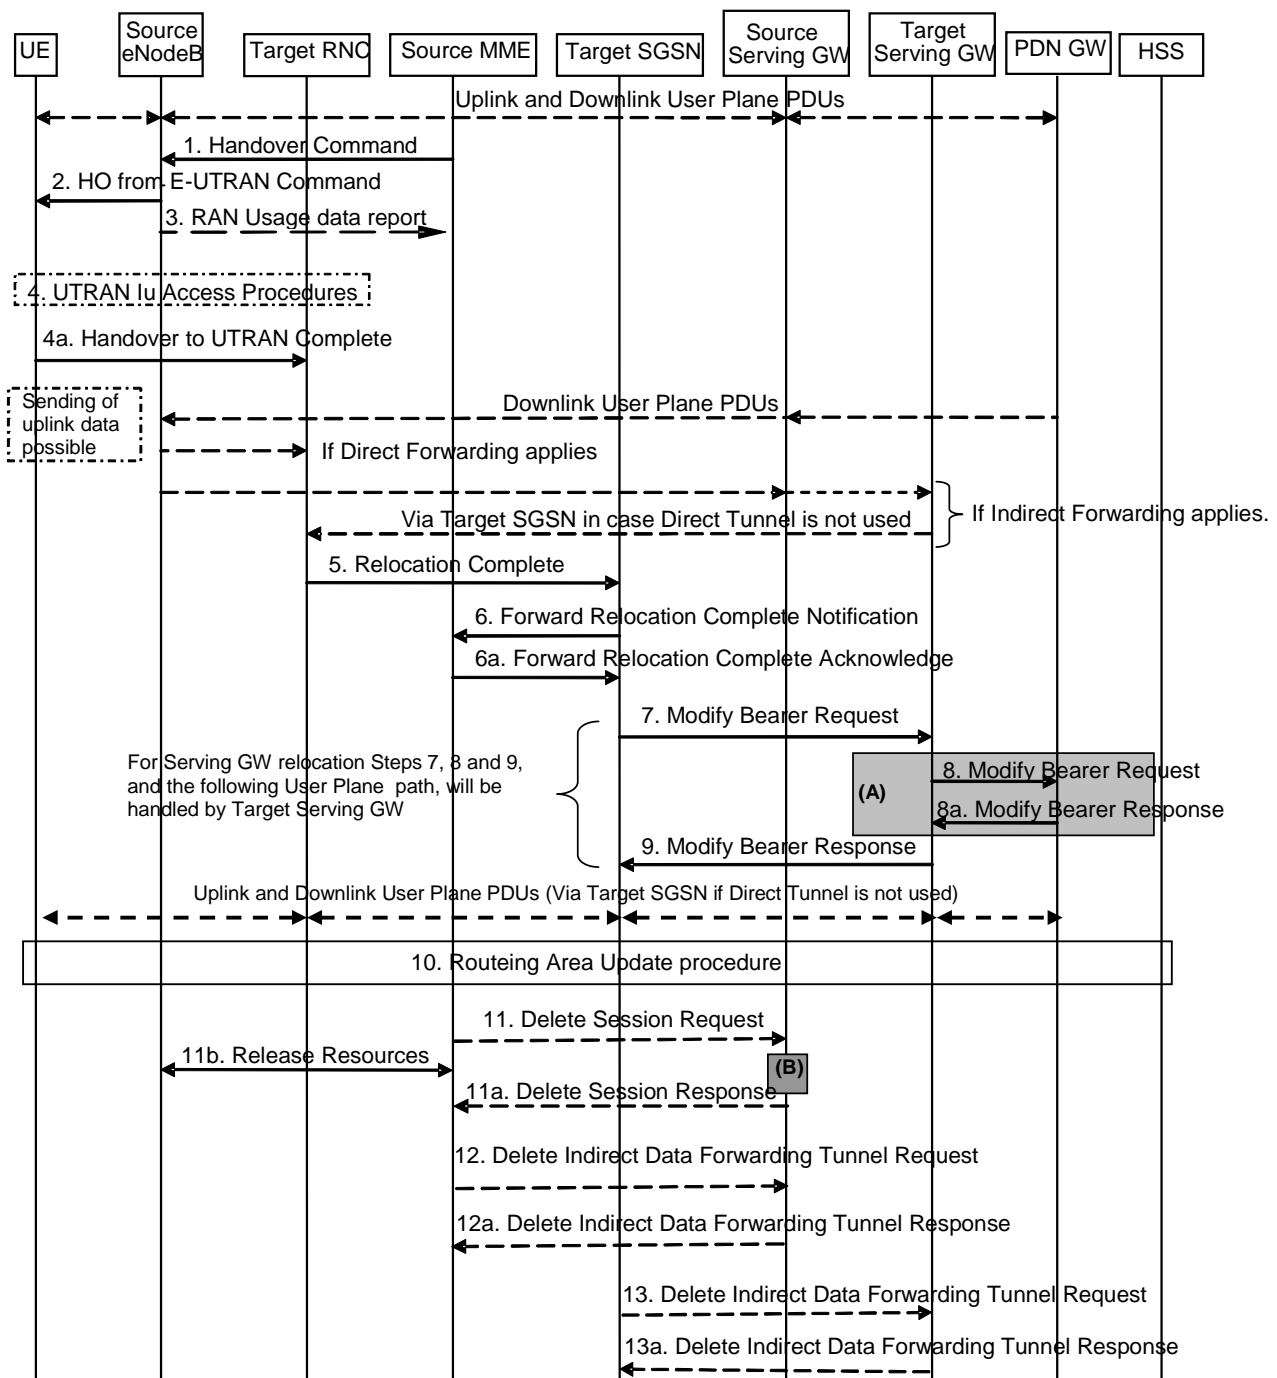 UE
Source
eNodeB
Target RNC
Source MME
Target SGSN
Source
Serving GW
Target
Serving GW
PDN GW
HSS
Uplink and Downlink User Plane PDUs
1. Handover Command
2. HO from E-UTRAN Command
3. RAN Usage data report
4. UTRAN Iu Access Procedures
4a. Handover to UTRAN Complete
Sending of
uplink data
possible
Downlink User Plane PDUs
If Direct Forwarding applies
Via Target SGSN in case Direct Tunnel is not used
If Indirect Forwarding applies.
5. Relocation Complete
6. Forward Relocation Complete Notification
6a. Forward Relocation Complete Acknowledge
7. Modify Bearer Request
For Serving GW relocation Steps 7, 8 and 9,
and the following User Plane path, will be
handled by Target Serving GW
(A)
8. Modify Bearer Request
8a. Modify Bearer Response
9. Modify Bearer Response
Uplink and Downlink User Plane PDUs (Via Target SGSN if Direct Tunnel is not used)
10. Routeing Area Update procedure
11. Delete Session Request
11b. Release Resources
(B)
11a. Delete Session Response
12. Delete Indirect Data Forwarding Tunnel Request
12a. Delete Indirect Data Forwarding Tunnel Response
13. Delete Indirect Data Forwarding Tunnel Request
13a. Delete Indirect Data Forwarding Tunnel Response